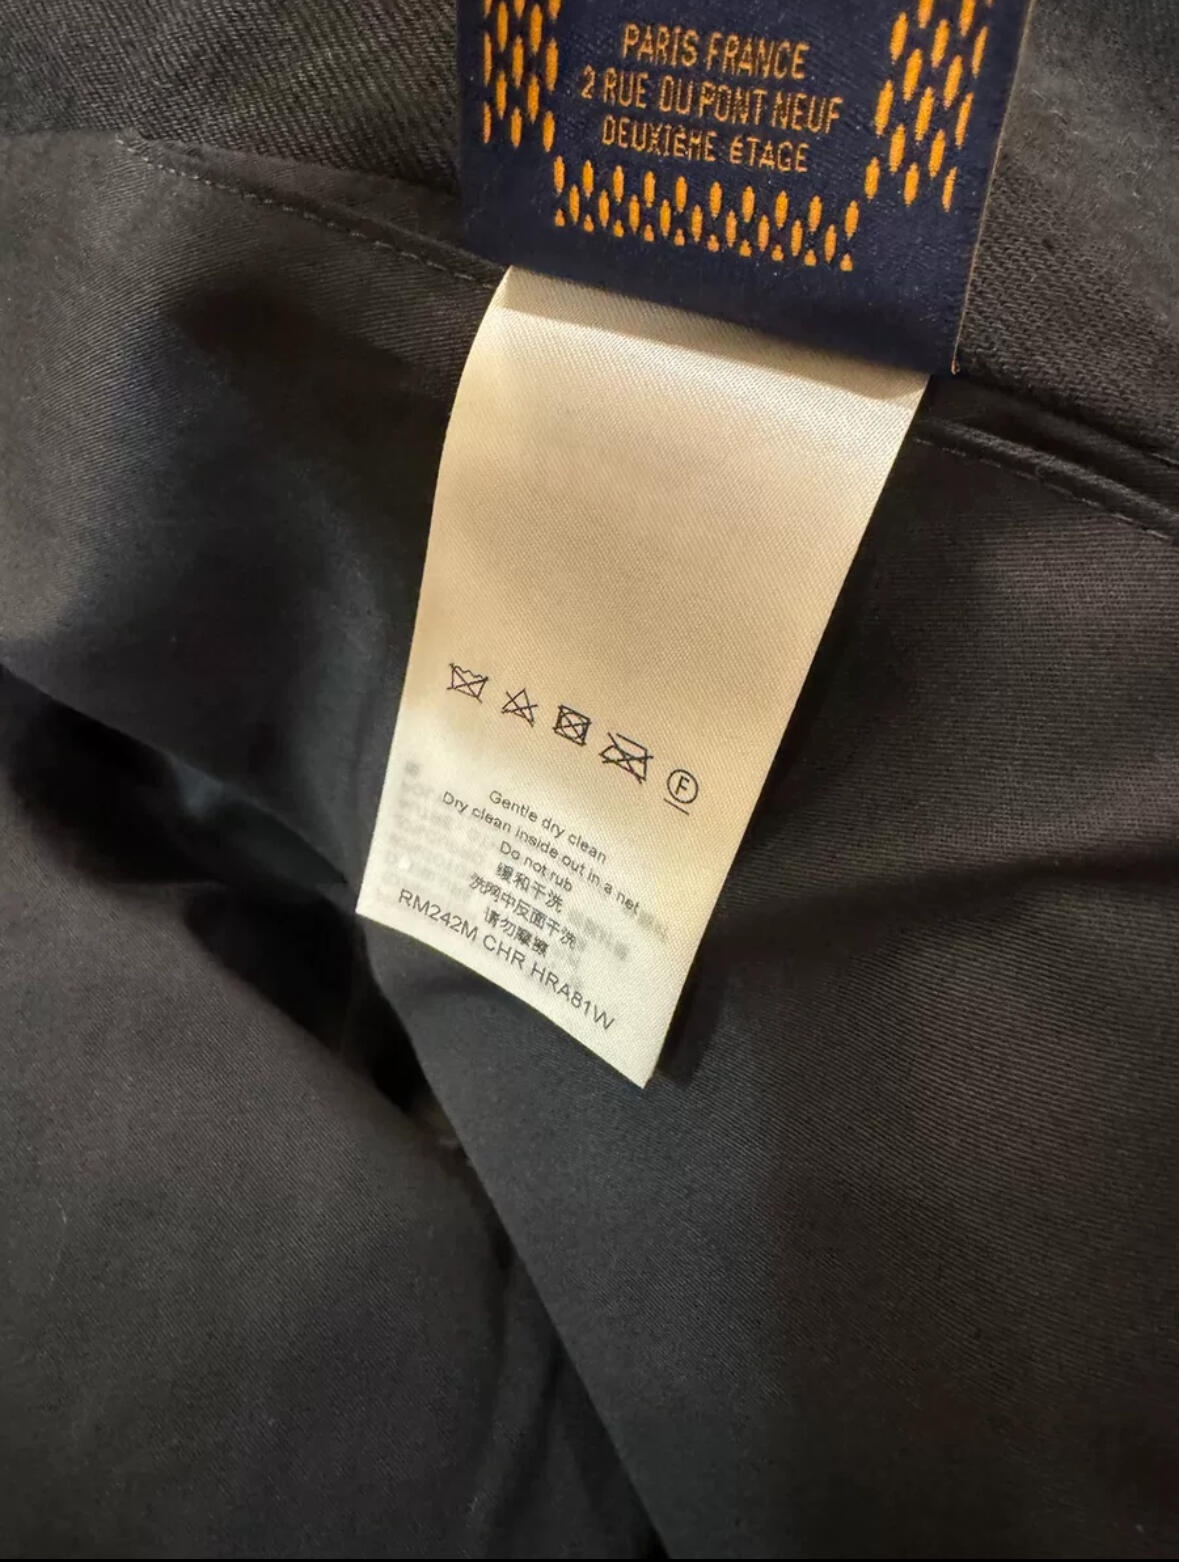 PARIS FRANCE
2 RUE DU PONT NEUF
DEUXIÈME ÉTAGE
F
Gentle dry clean
Dry clean inside out in a net
Do not rub
缓和干洗
洗网中反面干洗
请勿摩擦
RM242M CHR HRA81W